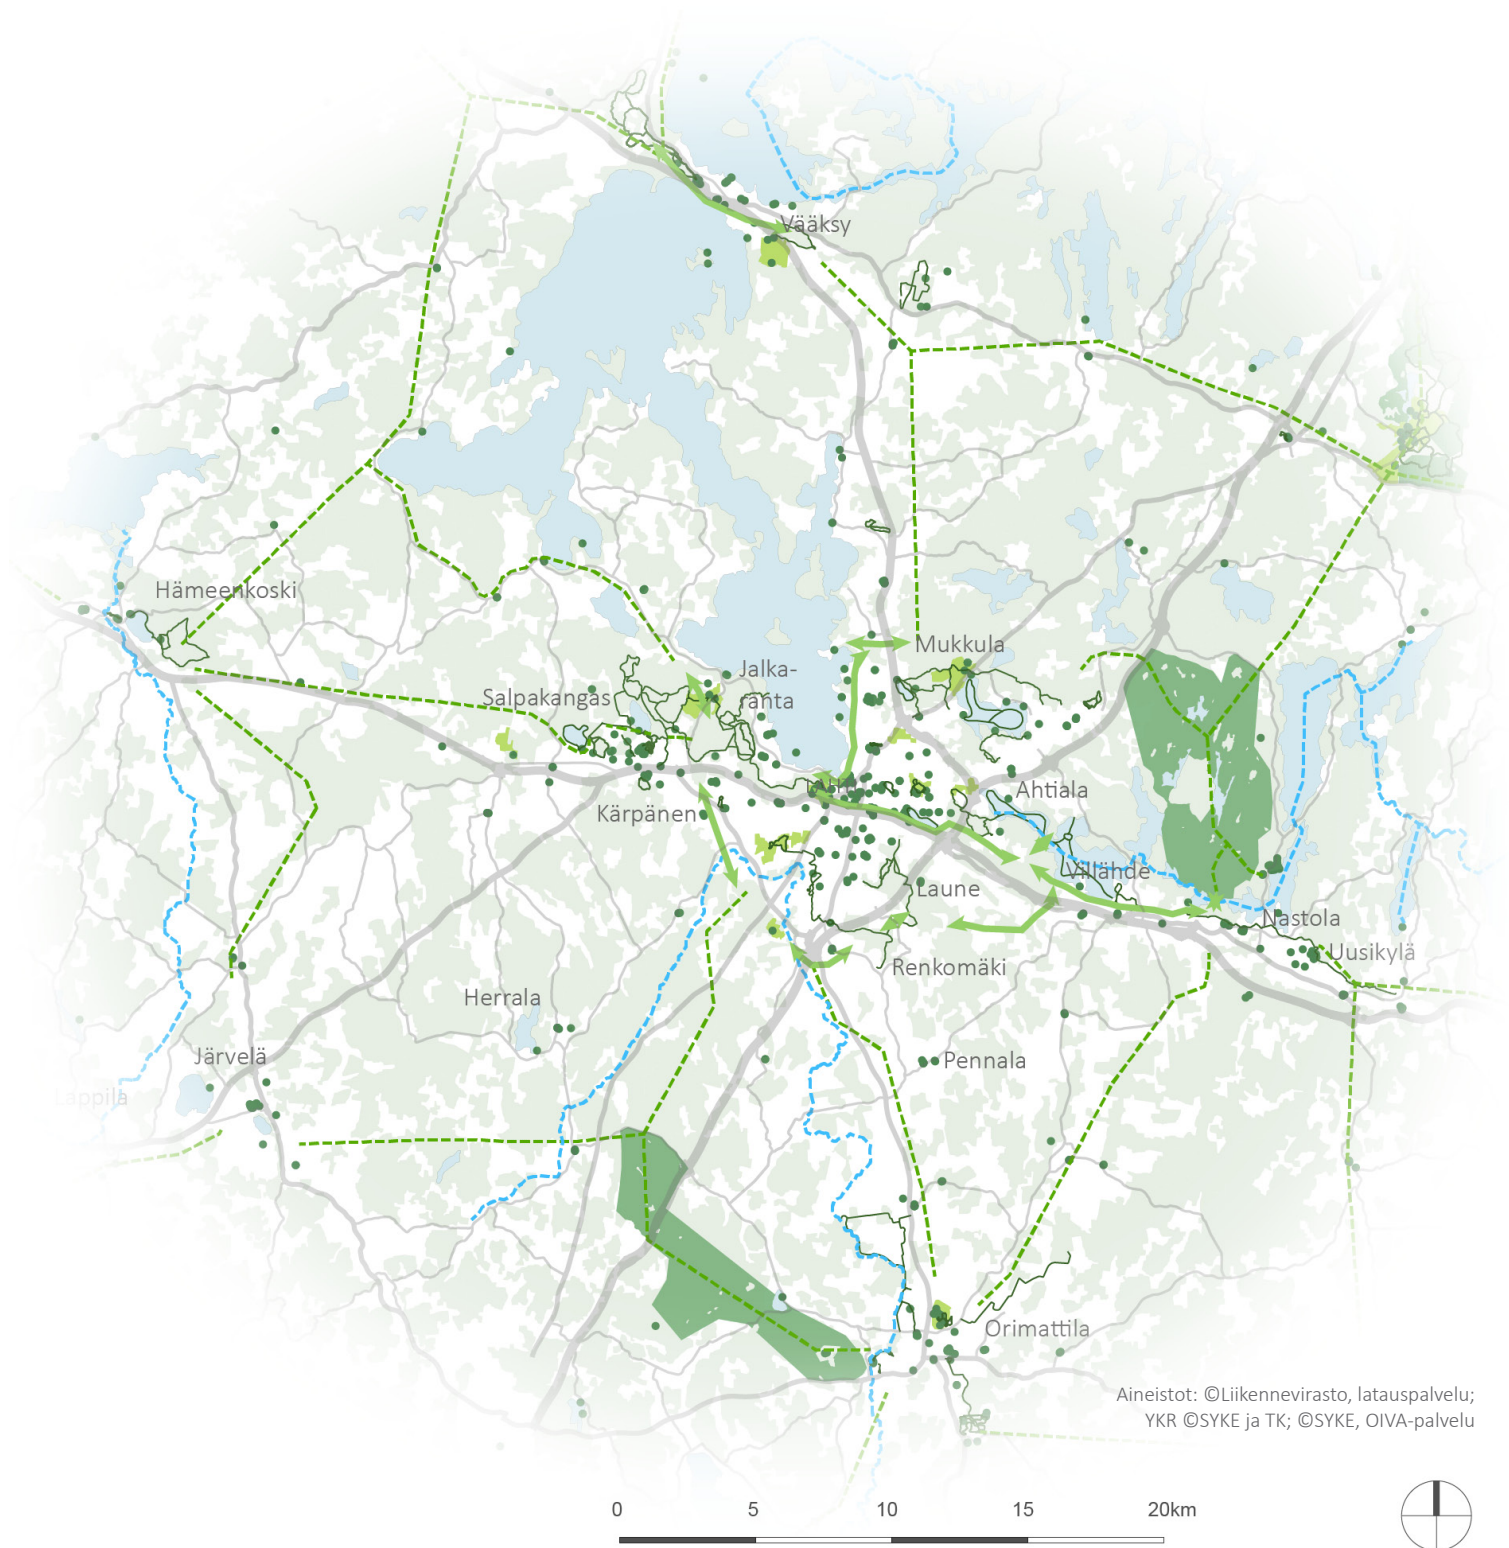 Vääksy
Hämeenkoski
Mukkula
Jalka-
ranta
Salpakangas
Lahti
Ahtiala
Kärpänen
Villähde
Laune
Nastola
Uusikylä
Renkomäki
Herrala
Järvelä
Pennala
Lappila
Orimattila
Aineistot: ©Liikennevirasto, latauspalvelu;
YKR ©SYKE ja TK; ©SYKE, OIVA-palvelu
0 5 10 15 20km